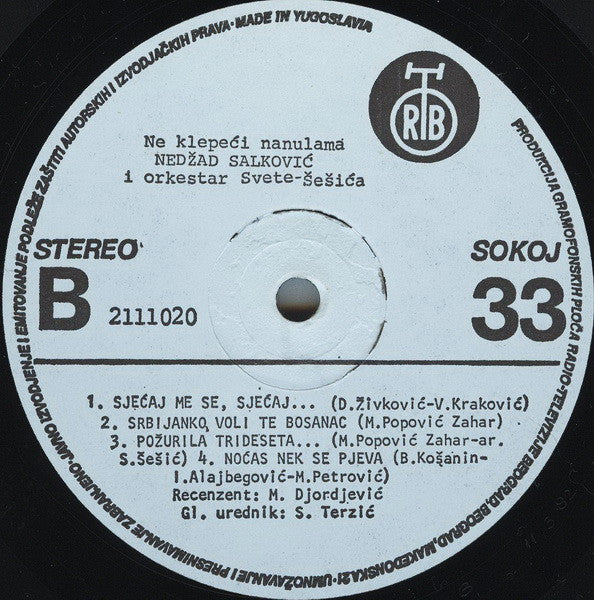 PRODUKCIJA GRAMOFONSKIH PLOČA RADIO-TELEVIZIJE BEOGRAD, BEOGRAD, MAKEDONSKA 21 · UMNOŽAVANJE I PRESNIMAVANJE ZABRANJENO · JAVNO IZVODJENJE I EMITOVANJE PODLEŽE ZAŠTITI AUTORSKIH I IZVODJAČKIH PRAVA · MADE IN YUGOSLAVIA
RTB
Ne klepeći nanulama
NEDŽAD SALKOVIĆ
i orkestar Svete-Šešića
STEREO
SOKOJ
B 2111020
33
1. SJEĆAJ ME SE, SJEĆAJ... (D.Živković-V.Kraković)
2. SRBIJANKO, VOLI TE BOSANAC (M.Popović Zahar)
3. POŽURILA TRIDESETA... (M.Popović Zahar-ar.
S.Šešić) 4. NOĆAS NEK SE PJEVA (B.Košanin-
I.Alajbegović-M.Petrović)
Recenzent: M. Djordjević
Gl. urednik: S. Terzić